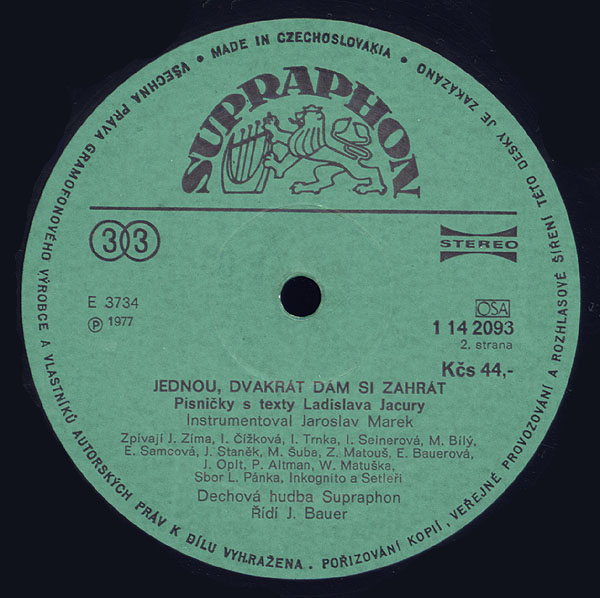 VŠECHNA PRÁVA GRAMOFONOVÉHO VÝROBCE A VLASTNÍKŮ AUTORSKÝCH PRÁV K DÍLU VYHRAŽENA. POŘIZOVÁNÍ KOPIÍ, VEŘEJNÉ PROVOZOVÁNÍ A ROZHLASOVÉ ŠÍŘENÍ TÉTO DESKY JE ZAKÁZÁNO
• MADE IN CZECHOSLOVAKIA •
SUPRAPHON
33
STEREO
E 3734
Ⓟ 1977
OSA
1 14 2093
2. strana
Kčs 44,-
JEDNOU, DVAKRÁT DÁM SI ZAHRÁT
Písničky s texty Ladislava Jacury
Instrumentoval Jaroslav Marek
Zpívají J. Zíma, I. Čížková, I. Trnka, I. Seinerová, M. Bílý,
E. Samcová, J. Staněk, M. Šuba, Z. Matouš, E. Bauerová,
J. Oplt, P. Altman, W. Matuška,
Sbor L. Pánka, Inkognito a Setleři
Dechová hudba Supraphon
Řídí J. Bauer